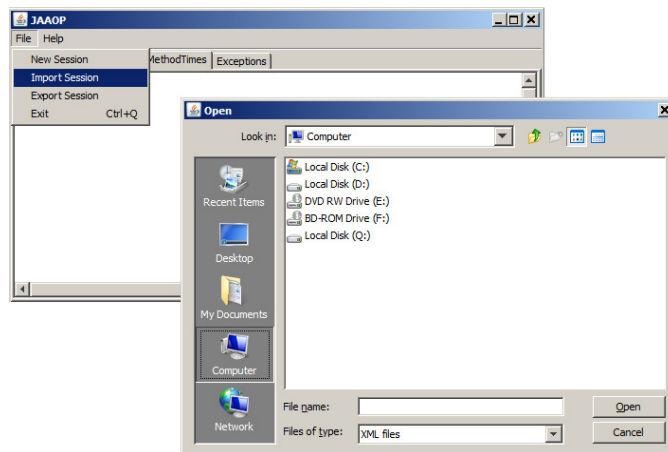 JAAOP
File Help
New Session
MethodTimes Exceptions
Import Session
Export Session
Exit Ctrl+Q
Open
Look in: Computer
Recent Items
Desktop
My Documents
Computer
Network
Local Disk (C:)
Local Disk (D:)
DVD RW Drive (E:)
BD-ROM Drive (F:)
Local Disk (Q:)
File name: Open
Files of type: XML files Cancel